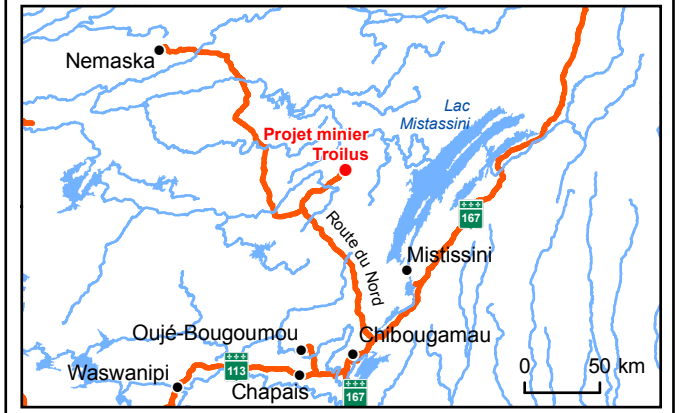 Nemaska
Lac
Mistassini
Projet minier
Troilus
167
Route du Nord
Mistissini
Oujé-Bougoumou
Chibougamau
Waswanipi
113
Chapais
167
0 50 km